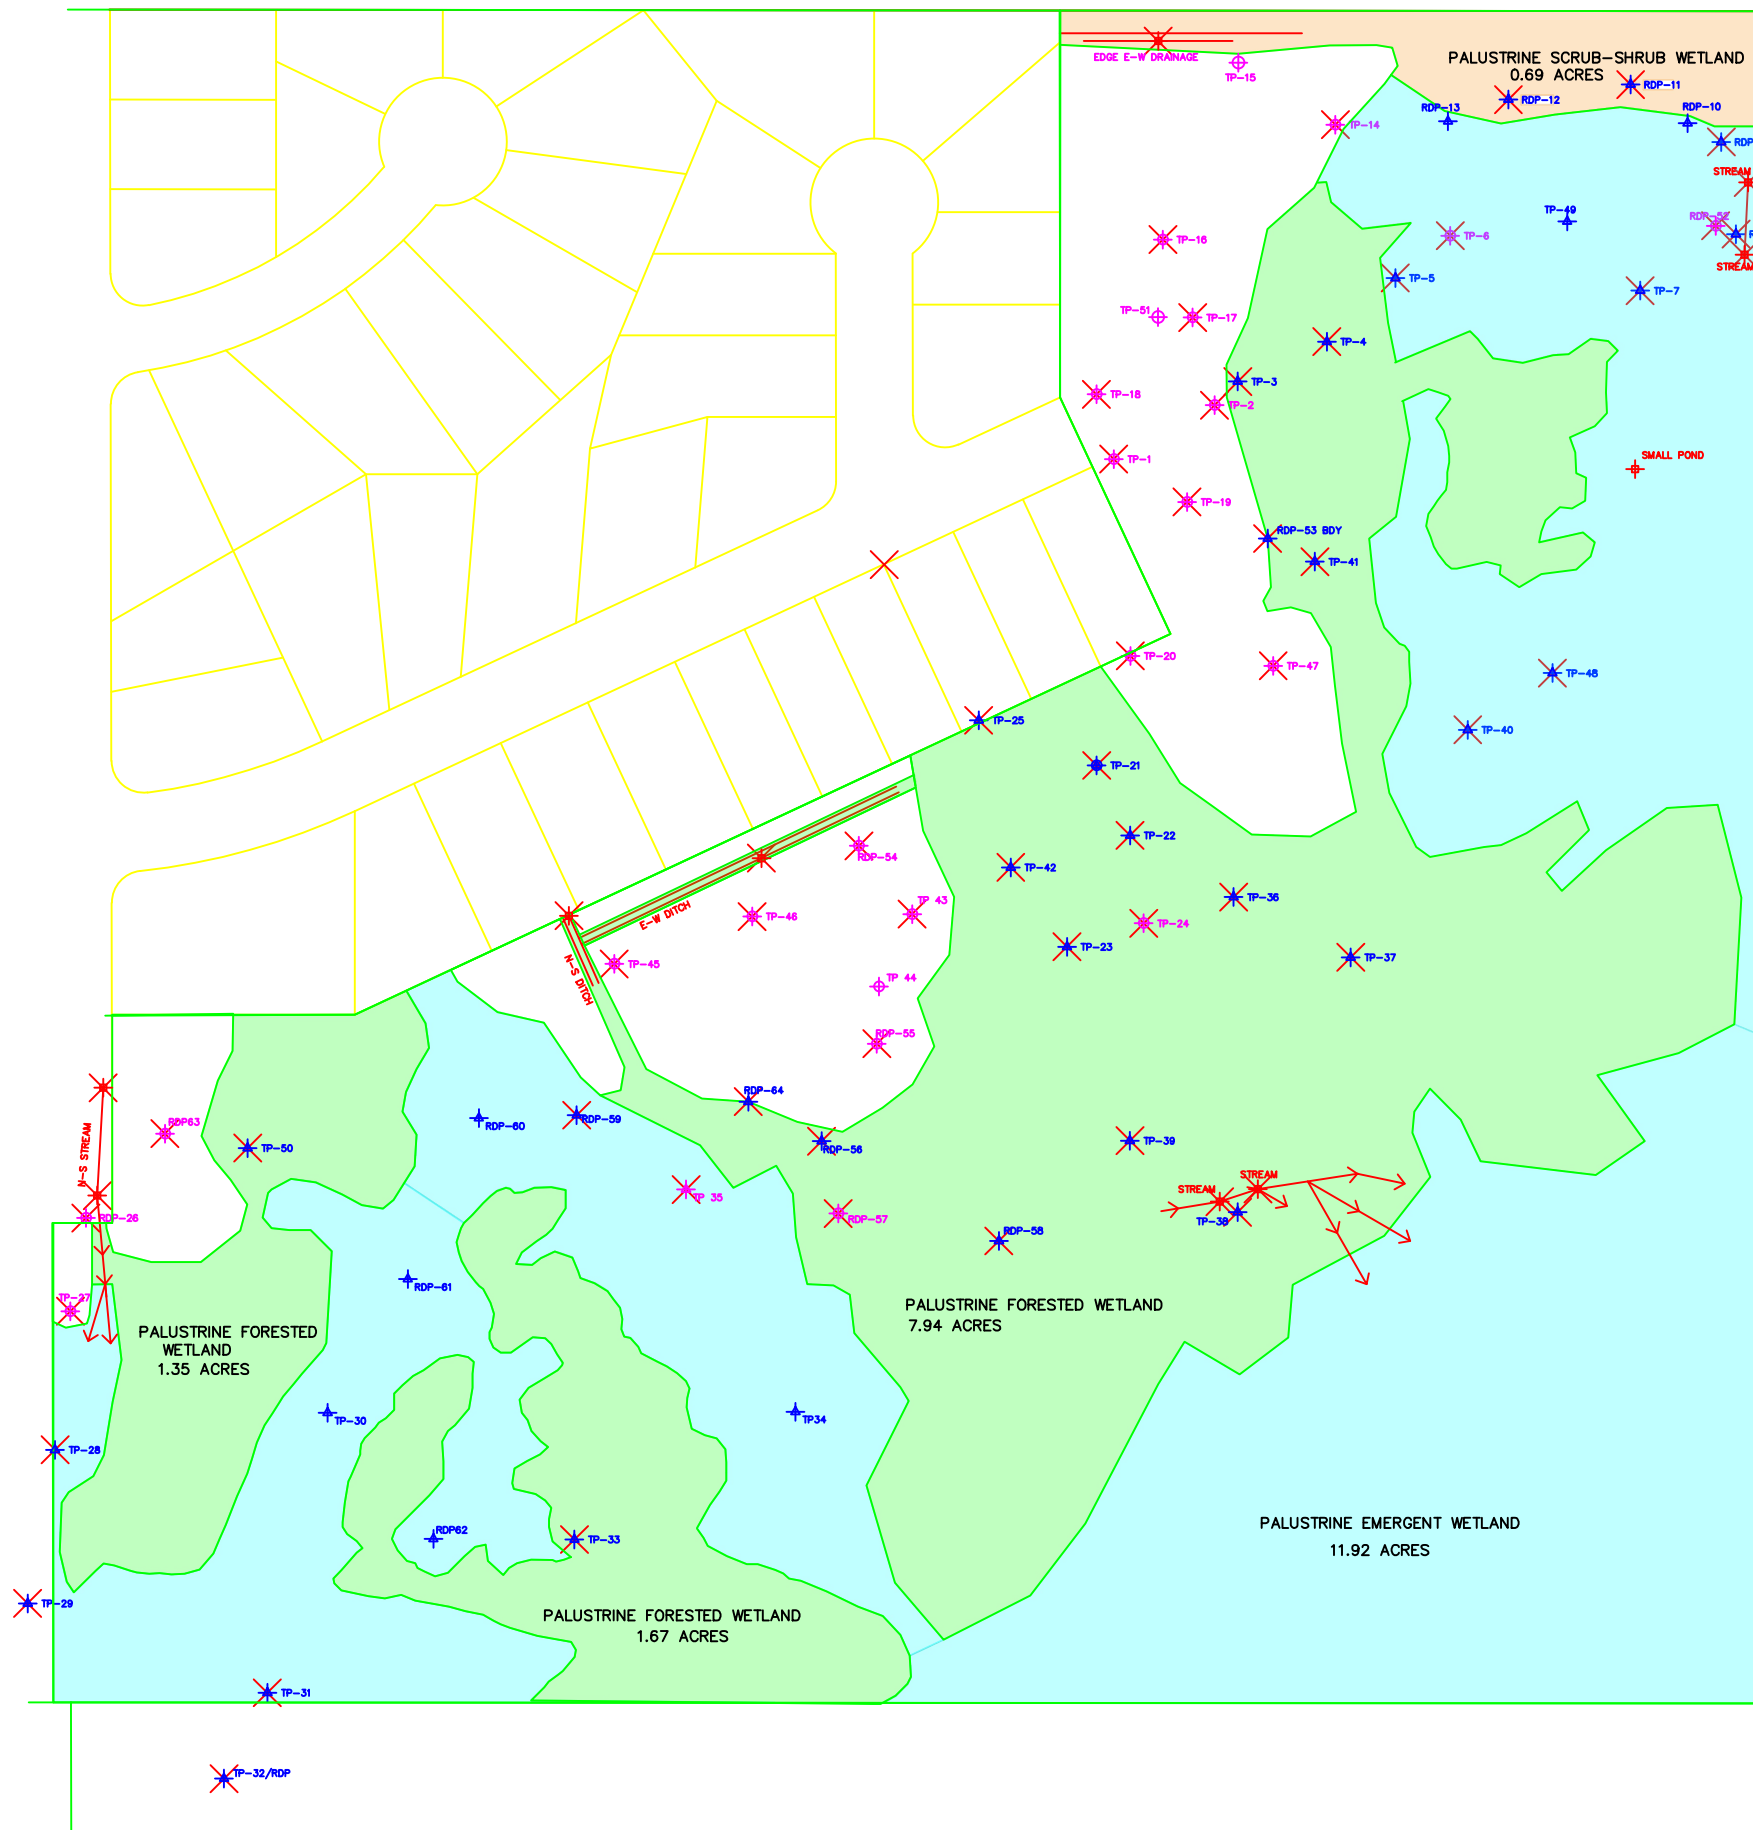 PALUSTRINE SCRUB-SHRUB WETLAND
0.69 ACRES
EDGE E-W DRAINAGE
TP-15
RDP-11
RDP-12
RDP-13
RDP-10
TP-14
RDP
STREAM
TP-49
RDP-52
TP-6
TP-16
R
STREAM
TP-5
TP-7
TP-51
TP-17
TP-4
TP-3
TP-18
TP-2
TP-1
SMALL POND
TP-19
RDP-53 BDY
TP-41
TP-20
TP-47
TP-48
TP-25
TP-40
TP-21
TP-22
RDP-54
TP-42
TP-36
E-W DITCH
TP-46
TP 43
TP-24
TP-23
TP-45
TP-37
N-S DITCH
TP 44
RDP-55
RDP-64
RDP-59
RDP-60
RDP63
TP-50
RDP-56
TP-39
N-S STREAM
TP 35
STREAM
STREAM
RDP-26
RDP-57
TP-38
RDP-58
RDP-61
TP-27
PALUSTRINE FORESTED WETLAND
7.94 ACRES
PALUSTRINE FORESTED
WETLAND
1.35 ACRES
TP-30
TP34
TP-28
PALUSTRINE EMERGENT WETLAND
11.92 ACRES
RDP62
TP-33
TP-29
PALUSTRINE FORESTED WETLAND
1.67 ACRES
TP-31
TP-32/RDP